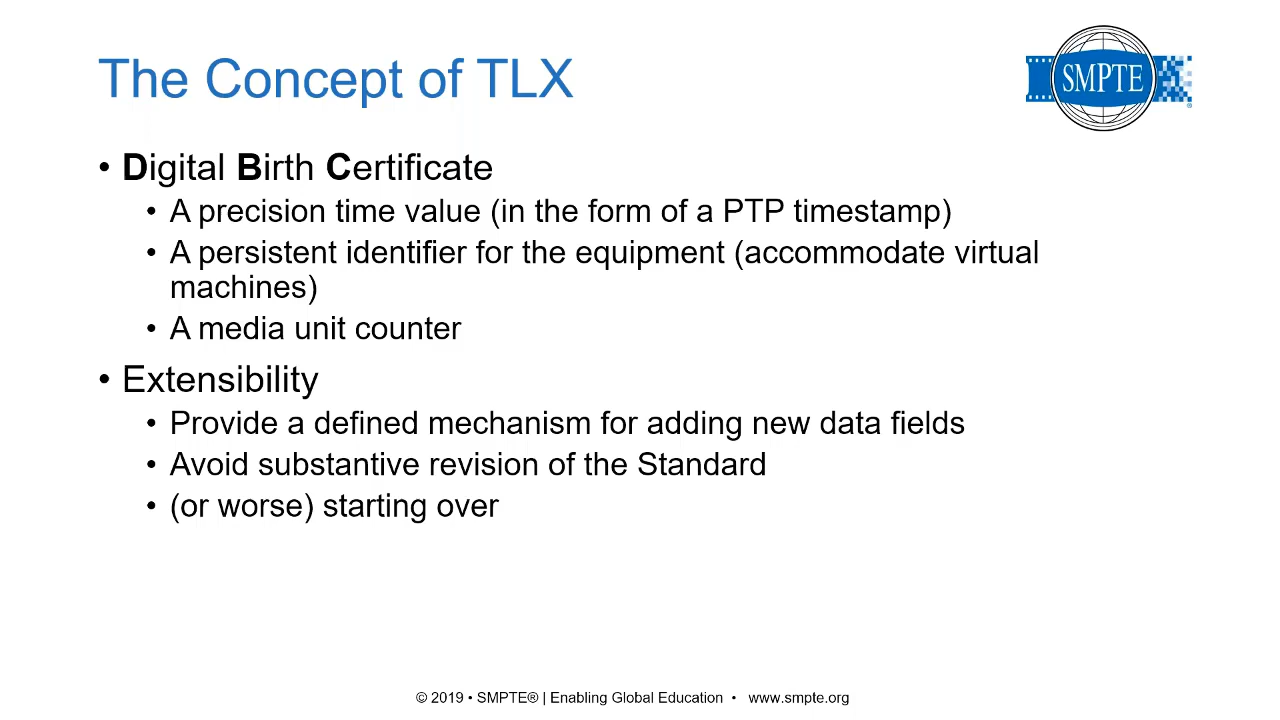 The Concept of TLX
SMPTE
• Digital Birth Certificate
• A precision time value (in the form of a PTP timestamp)
• A persistent identifier for the equipment (accommodate virtual
machines)
• A media unit counter
• Extensibility
• Provide a defined mechanism for adding new data fields
• Avoid substantive revision of the Standard
• (or worse) starting over
© 2019 • SMPTE® | Enabling Global Education • www.smpte.org